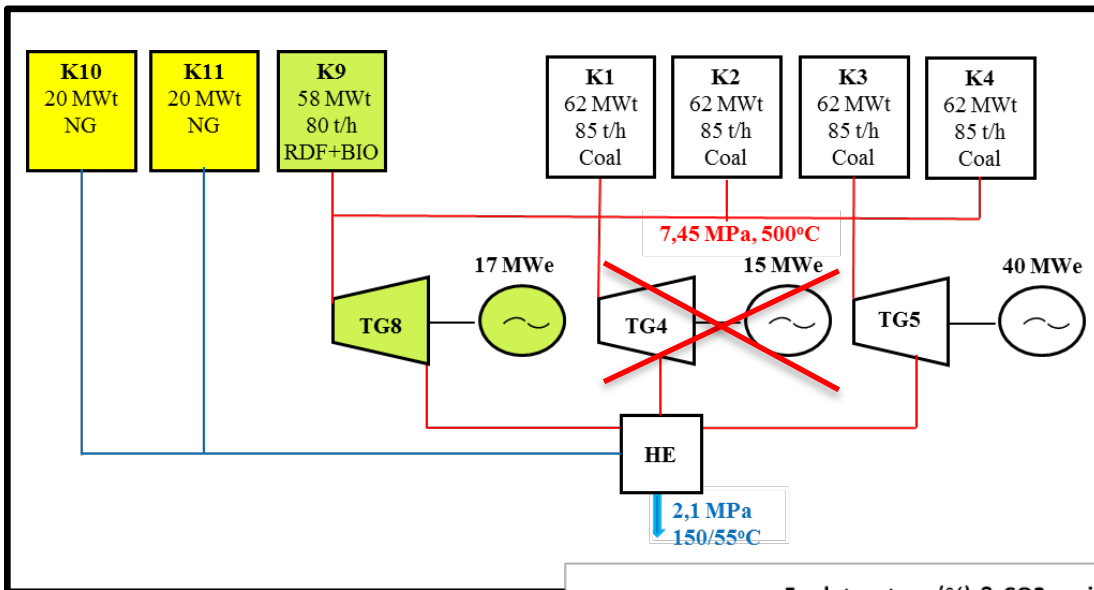 K10
20 MWt
NG
K11
20 MWt
NG
K9
58 MWt
80 t/h
RDF+BIO
K1
62 MWt
85 t/h
Coal
K2
62 MWt
85 t/h
Coal
K3
62 MWt
85 t/h
Coal
K4
62 MWt
85 t/h
Coal
7,45 MPa, 500°C
17 MWe
15 MWe
40 MWe
TG8
TG4
TG5
HE
2,1 MPa
150/55°C